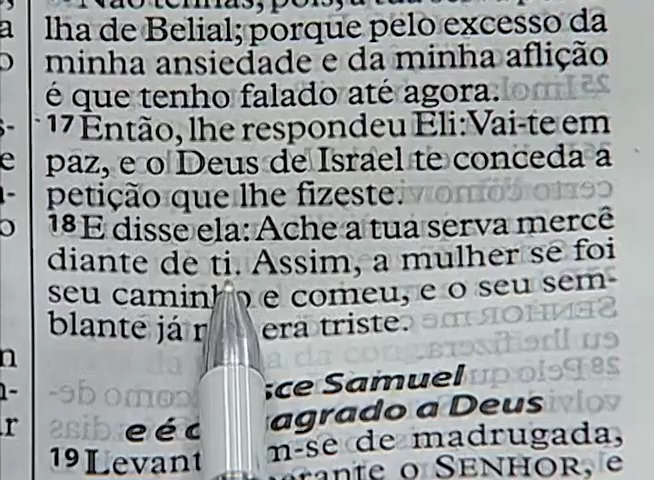 lha de Belial; porque pelo excesso da
minha ansiedade e da minha aflição
é que tenho falado até agora.
17 Então, lhe respondeu Eli: Vai-te em
paz, e o Deus de Israel te conceda a
petição que lhe fizeste.
18 E disse ela: Ache a tua serva mercê
diante de ti. Assim, a mulher se foi
seu caminho e comeu, e o seu sem-
blante já era triste.
Samuel
e é a Deus
19 de madrugada,
o SENHOR, e